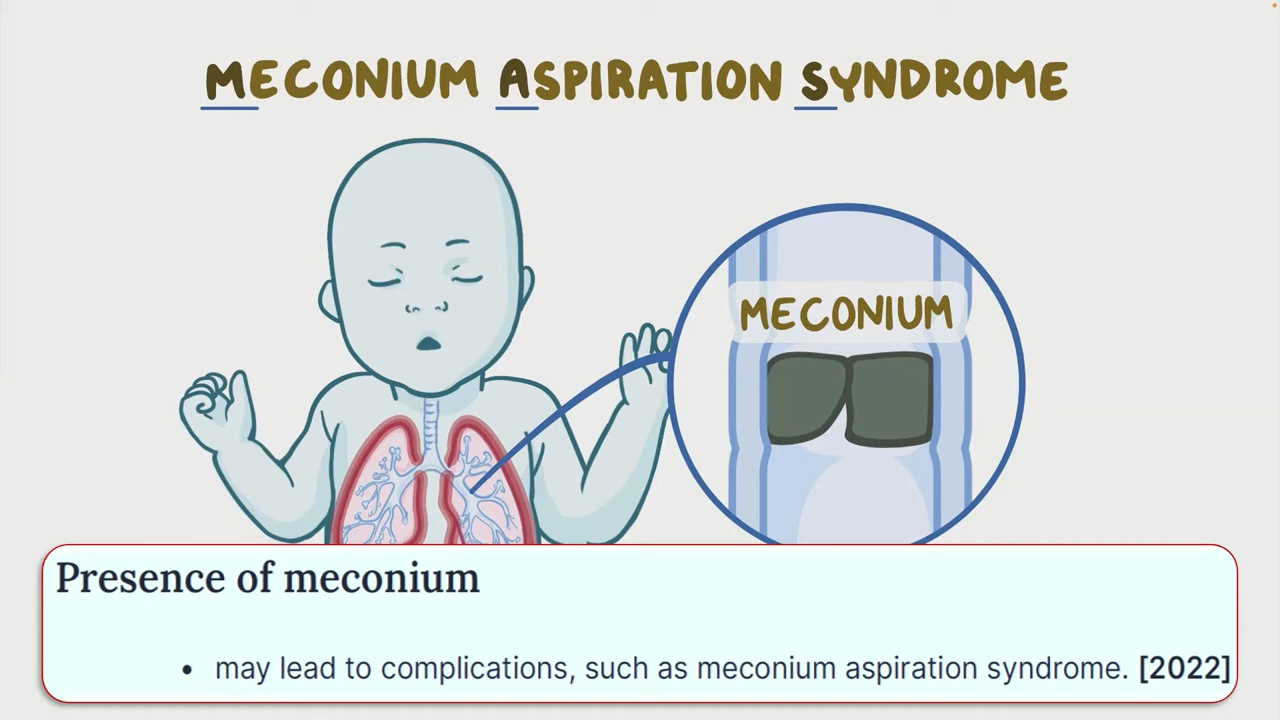 MECONIUM ASPIRATION SYNDROME
MECONIUM
Presence of meconium
• may lead to complications, such as meconium aspiration syndrome. [2022]